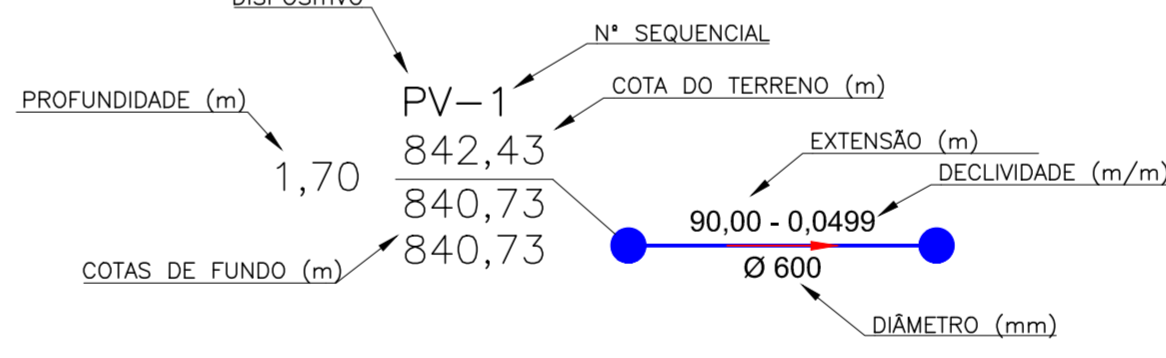 DISPOSITIVO
Nº SEQUENCIAL
PROFUNDIDADE (m)
PV-1
COTA DO TERRENO (m)
842,43
1,70
840,73
840,73
EXTENSÃO (m)
DECLIVIDADE (m/m)
90,00 - 0,0499
Ø 600
COTAS DE FUNDO (m)
DIÂMETRO (mm)